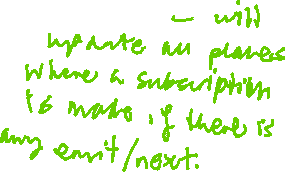 - will
update all places
where a subscription
is made, if there is
any emit/next.